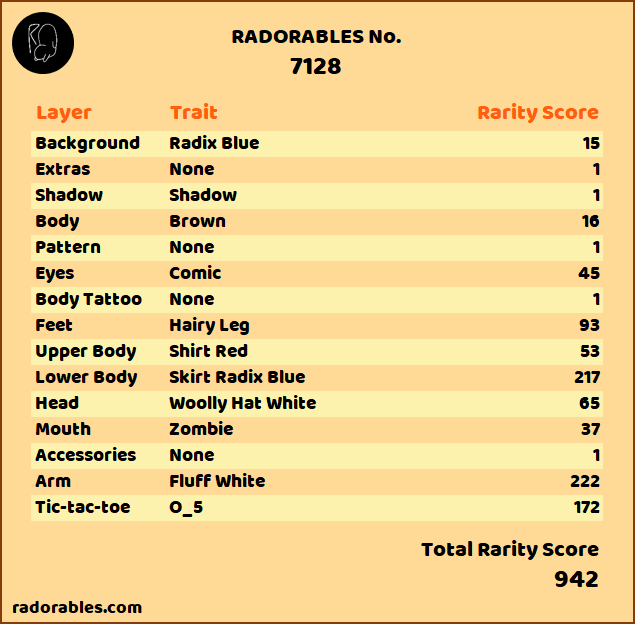 RADORABLES No.
7128
Layer Trait Rarity Score
Background Radix Blue 15
Extras None 1
Shadow Shadow 1
Body Brown 16
Pattern None 1
Eyes Comic 45
Body Tattoo None 1
Feet Hairy Leg 93
Upper Body Shirt Red 53
Lower Body Skirt Radix Blue 217
Head Woolly Hat White 65
Mouth Zombie 37
Accessories None 1
Arm Fluff White 222
Tic-tac-toe O_5 172
Total Rarity Score
942
radorables.com